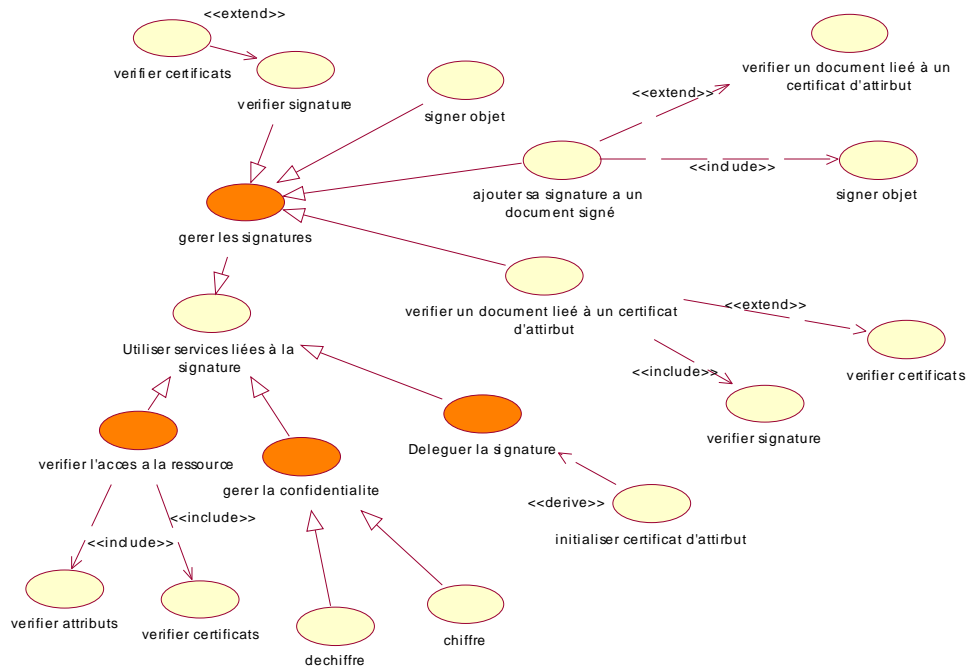 <<extend>>
verifier certificats
verifier signature
signer objet
verifier un document lieé à un
certificat d'attirbut
<<extend>>
<<include>>
signer objet
ajouter sa signature a un
document signé
gerer les signatures
verifier un document lieé à un certificat
d'attirbut
<<extend>>
verifier certificats
<<include>>
verifier signature
Utiliser services liées à la
signature
Deleguer la signature
verifier l'acces a la ressource
gerer la confidentialite
<<derive>>
initialiser certificat d'attirbut
<<include>>
<<include>>
verifier attributs
verifier certificats
chiffre
dechiffre